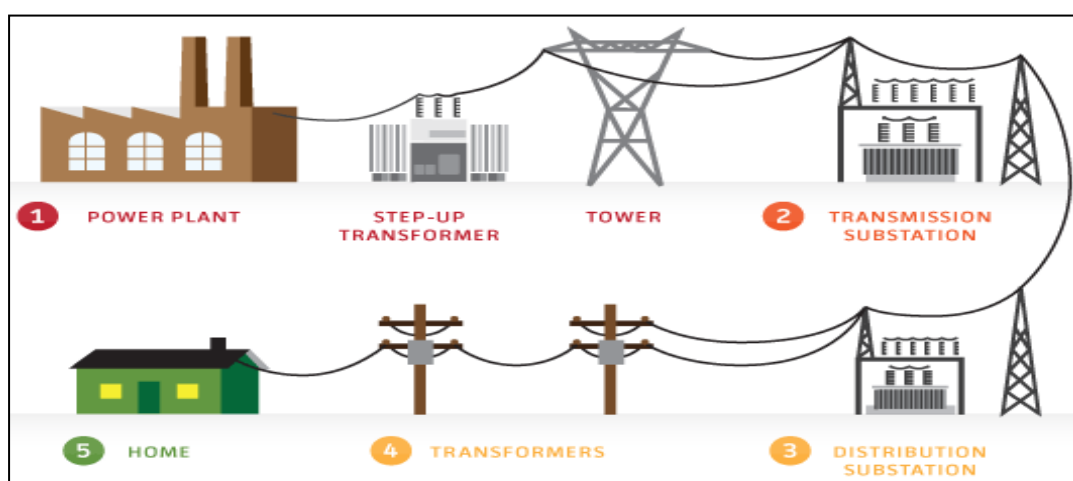 1 POWER PLANT
STEP-UP
TRANSFORMER
TOWER
2 TRANSMISSION
SUBSTATION
5 HOME
4 TRANSFORMERS
3 DISTRIBUTION
SUBSTATION